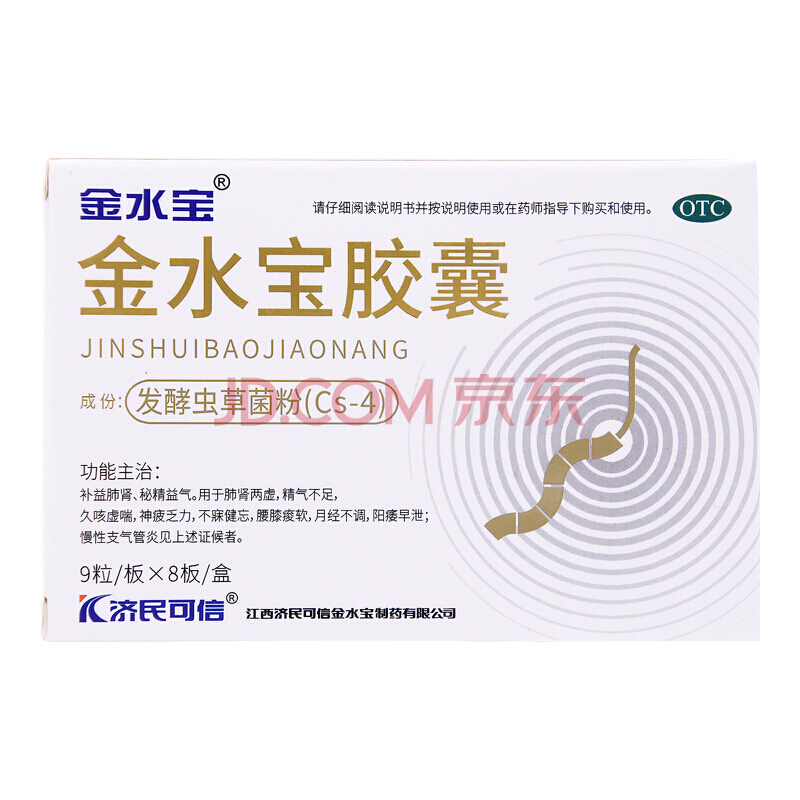 金水宝®
请仔细阅读说明书并按说明使用或在药师指导下购买和使用。
OTC
金水宝胶囊
JINSHUIBAOJIAONANG
JD.COM 京东
成份:发酵虫草菌粉(Cs-4)
功能主治:
补益肺肾、秘精益气。用于肺肾两虚,精气不足,
久咳虚喘,神疲乏力,不寐健忘,腰膝痠软,月经不调,阳痿早泄;
慢性支气管炎见上述证候者。
9粒/板×8板/盒
济民可信® 江西济民可信金水宝制药有限公司